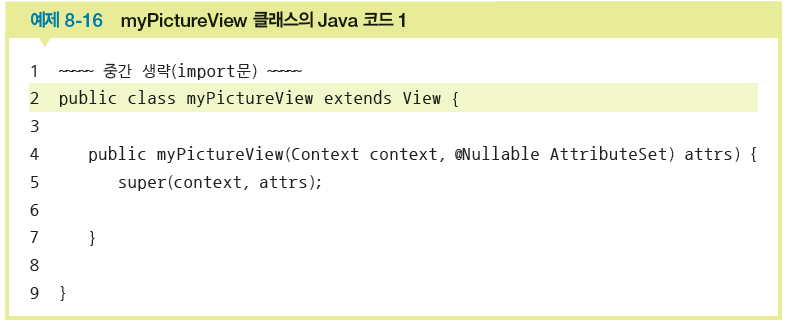 예제 8-16 myPictureView 클래스의 Java 코드 1
1 ~~~~~ 중간 생략(import문) ~~~~~
2 public class myPictureView extends View {
3
4 public myPictureView(Context context, @Nullable AttributeSet) attrs) {
5 super(context, attrs);
6
7 }
8
9 }